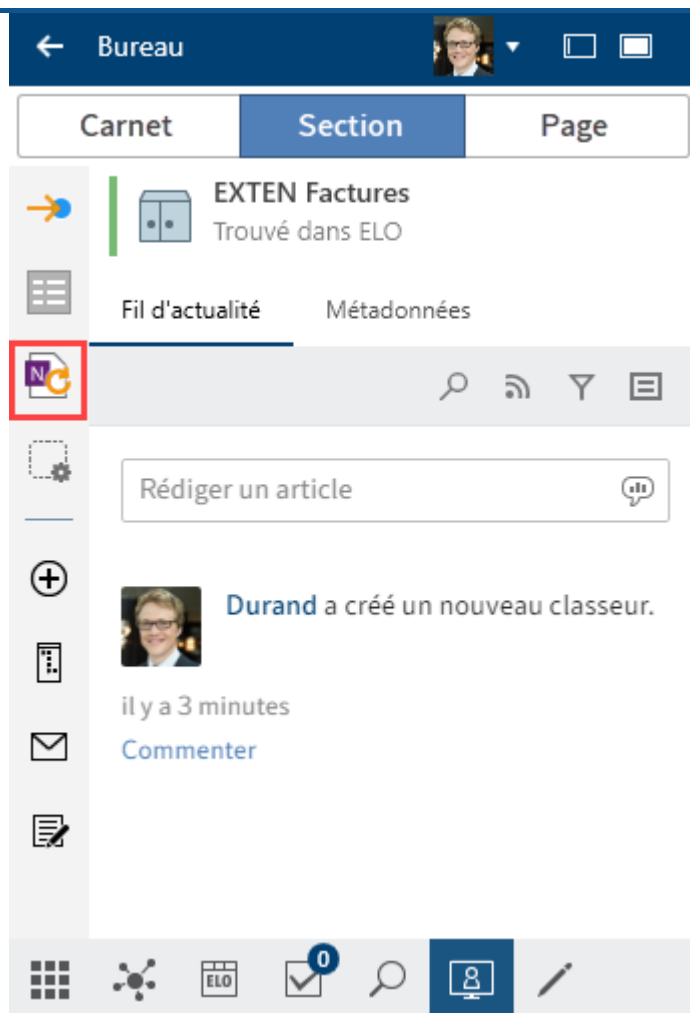 Bureau
Carnet Section Page
EXTEN Factures
Trouvé dans ELO
Fil d'actualité Métadonnées
N
Rédiger un article
Durand a créé un nouveau classeur.
il y a 3 minutes
Commenter
ELO 0